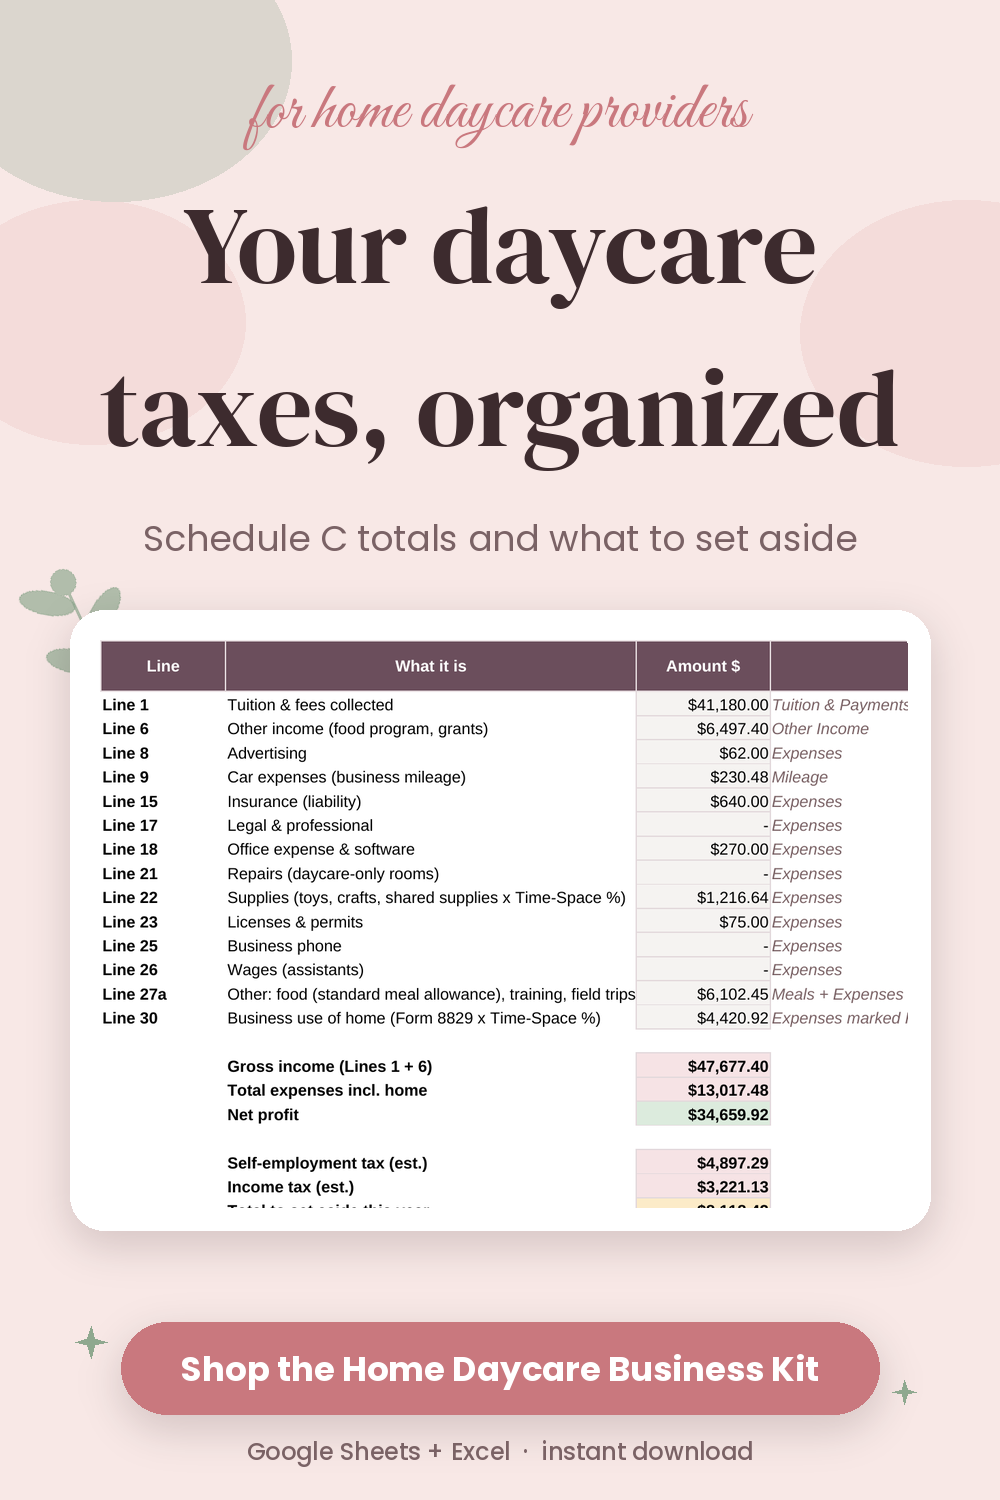 for home daycare providers
Your daycare
taxes, organized
Schedule C totals and what to set aside
Line What it is Amount $
Line 1 Tuition & fees collected $41,180.00 Tuition & Payments
Line 6 Other income (food program, grants) $6,497.40 Other Income
Line 8 Advertising $62.00 Expenses
Line 9 Car expenses (business mileage) $230.48 Mileage
Line 15 Insurance (liability) $640.00 Expenses
Line 17 Legal & professional - Expenses
Line 18 Office expense & software $270.00 Expenses
Line 21 Repairs (daycare-only rooms) - Expenses
Line 22 Supplies (toys, crafts, shared supplies x Time-Space %) $1,216.64 Expenses
Line 23 Licenses & permits $75.00 Expenses
Line 25 Business phone - Expenses
Line 26 Wages (assistants) - Expenses
Line 27a Other: food (standard meal allowance), training, field trips $6,102.45 Meals + Expenses
Line 30 Business use of home (Form 8829 x Time-Space %) $4,420.92 Expenses marked
Gross income (Lines 1 + 6) $47,677.40
Total expenses incl. home $13,017.48
Net profit $34,659.92
Self-employment tax (est.) $4,897.29
Income tax (est.) $3,221.13
Total to set aside this year
Shop the Home Daycare Business Kit
Google Sheets + Excel · instant download